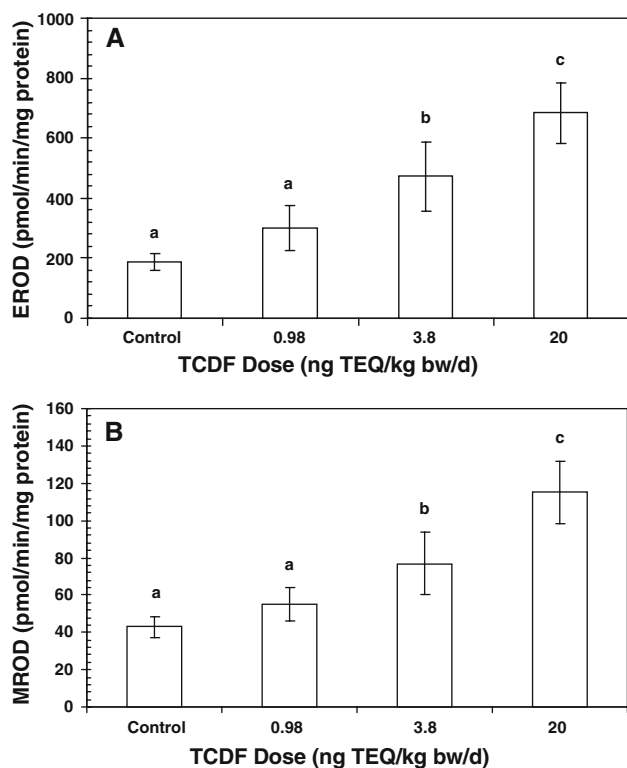 A
EROD (pmol/min/mg protein)
1000
800
600
400
200
0
a
a
b
c
Control
0.98
3.8
20
TCDF Dose (ng TEQ/kg bw/d)
B
MROD (pmol/min/mg protein)
160
140
120
100
80
60
40
20
0
a
a
b
c
Control
0.98
3.8
20
TCDF Dose (ng TEQ/kg bw/d)